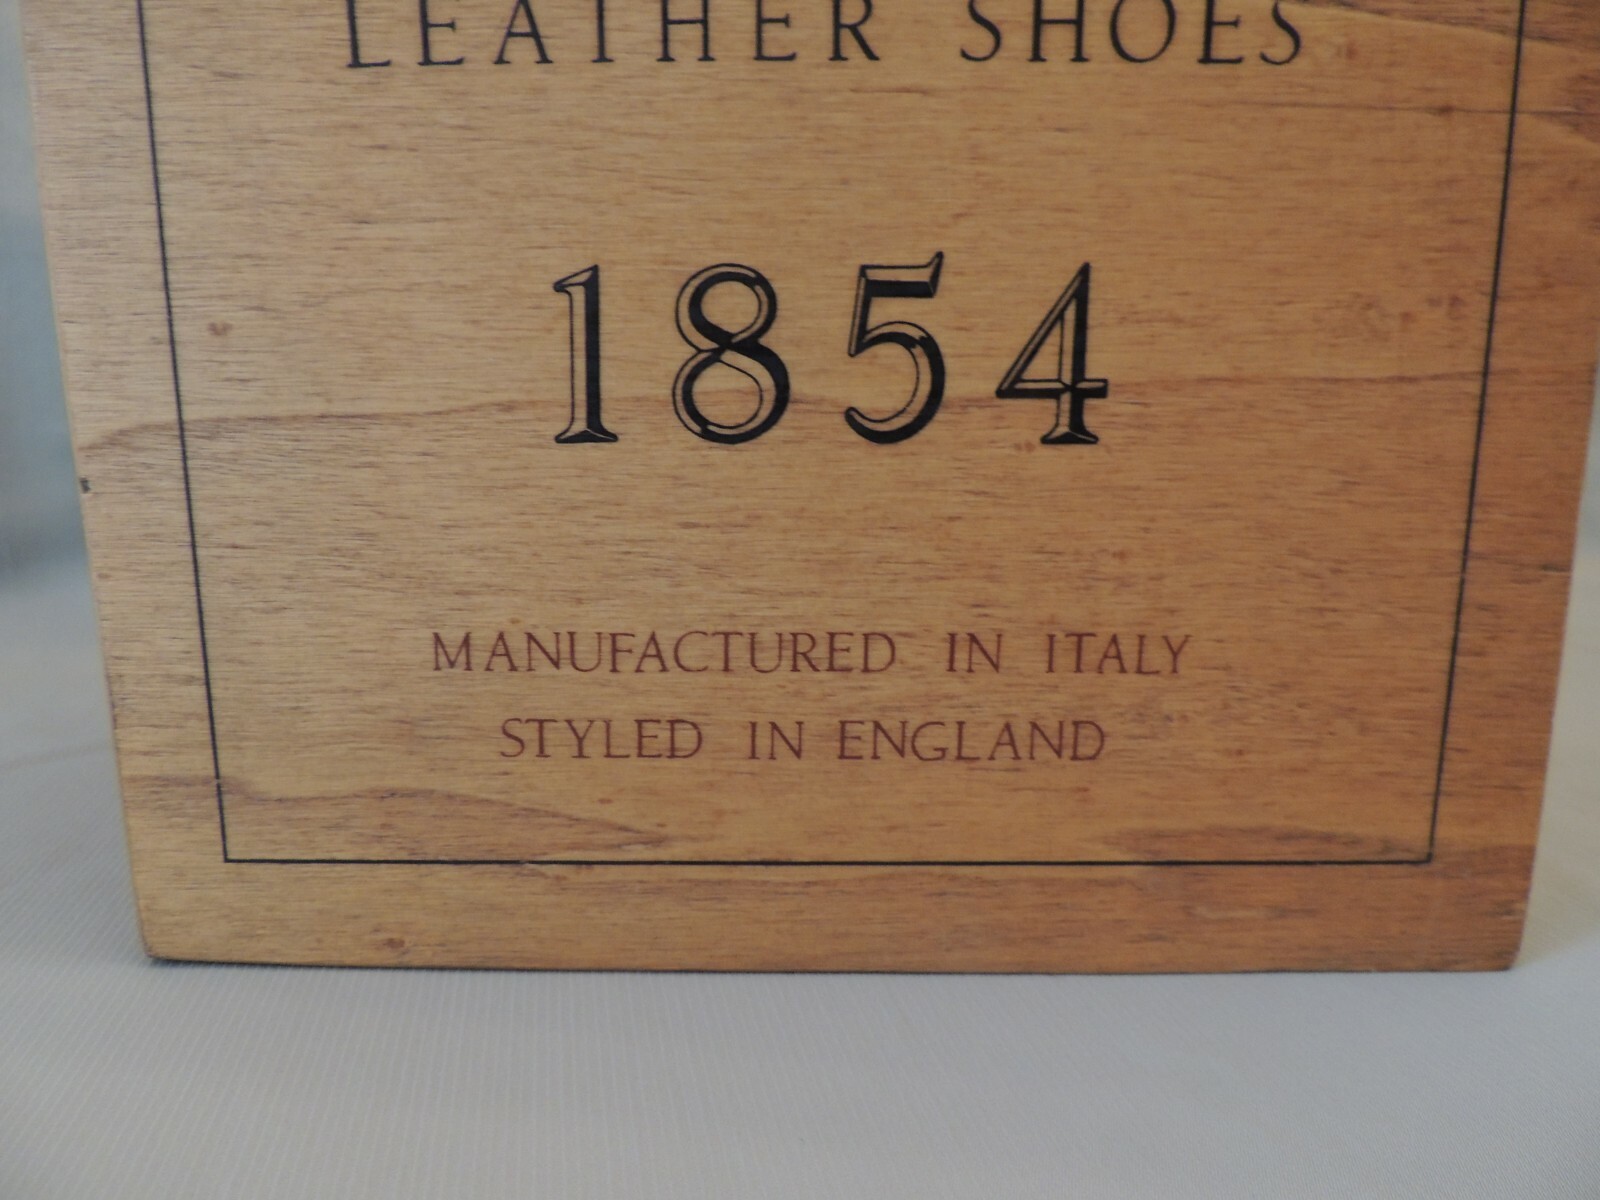 LEATHER SHOES
1854
MANUFACTURED IN ITALY
STYLED IN ENGLAND